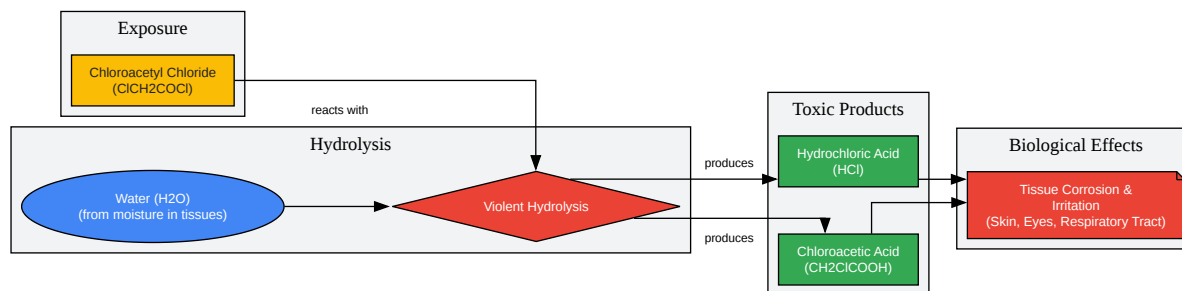 Exposure
Chloroacetyl Chloride
(ClCH2COCl)
reacts with
Hydrolysis
Water (H2O)
(from moisture in tissues)
Violent Hydrolysis
produces
produces
Toxic Products
Hydrochloric Acid
(HCl)
Chloroacetic Acid
(CH2ClCOOH)
Biological Effects
Tissue Corrosion &
Irritation
(Skin, Eyes, Respiratory Tract)